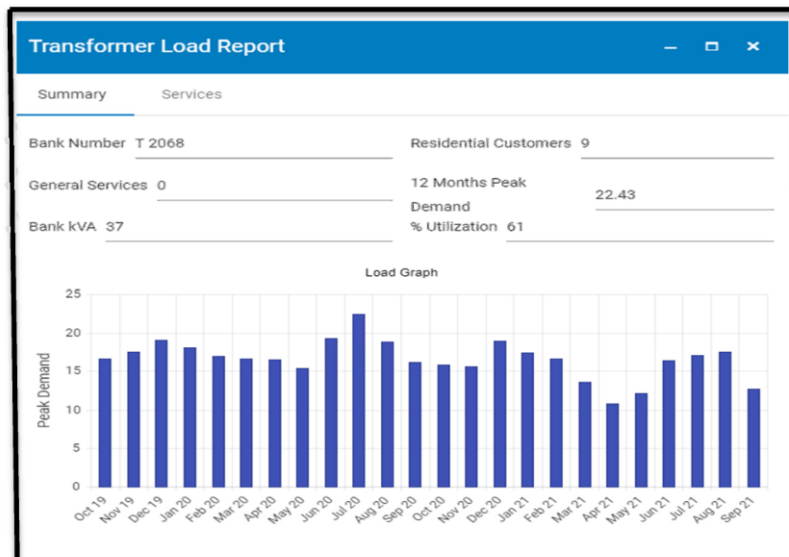 Transformer Load Report
Summary Services
Bank Number T 2068
Residential Customers 9
General Services 0
12 Months Peak
Demand
22.43
Bank kVA 37
% Utilization 61
Load Graph
Peak Demand
25
20
15
10
5
0
Oct 19
Nov 19
Dec 19
Jan 20
Feb 20
Mar 20
Apr 20
May 20
Jun 20
Jul 20
Aug 20
Sep 20
Oct 20
Nov 20
Dec 20
Jan 21
Feb 21
Mar 21
Apr 21
May 21
Jun 21
Jul 21
Aug 21
Sep 21